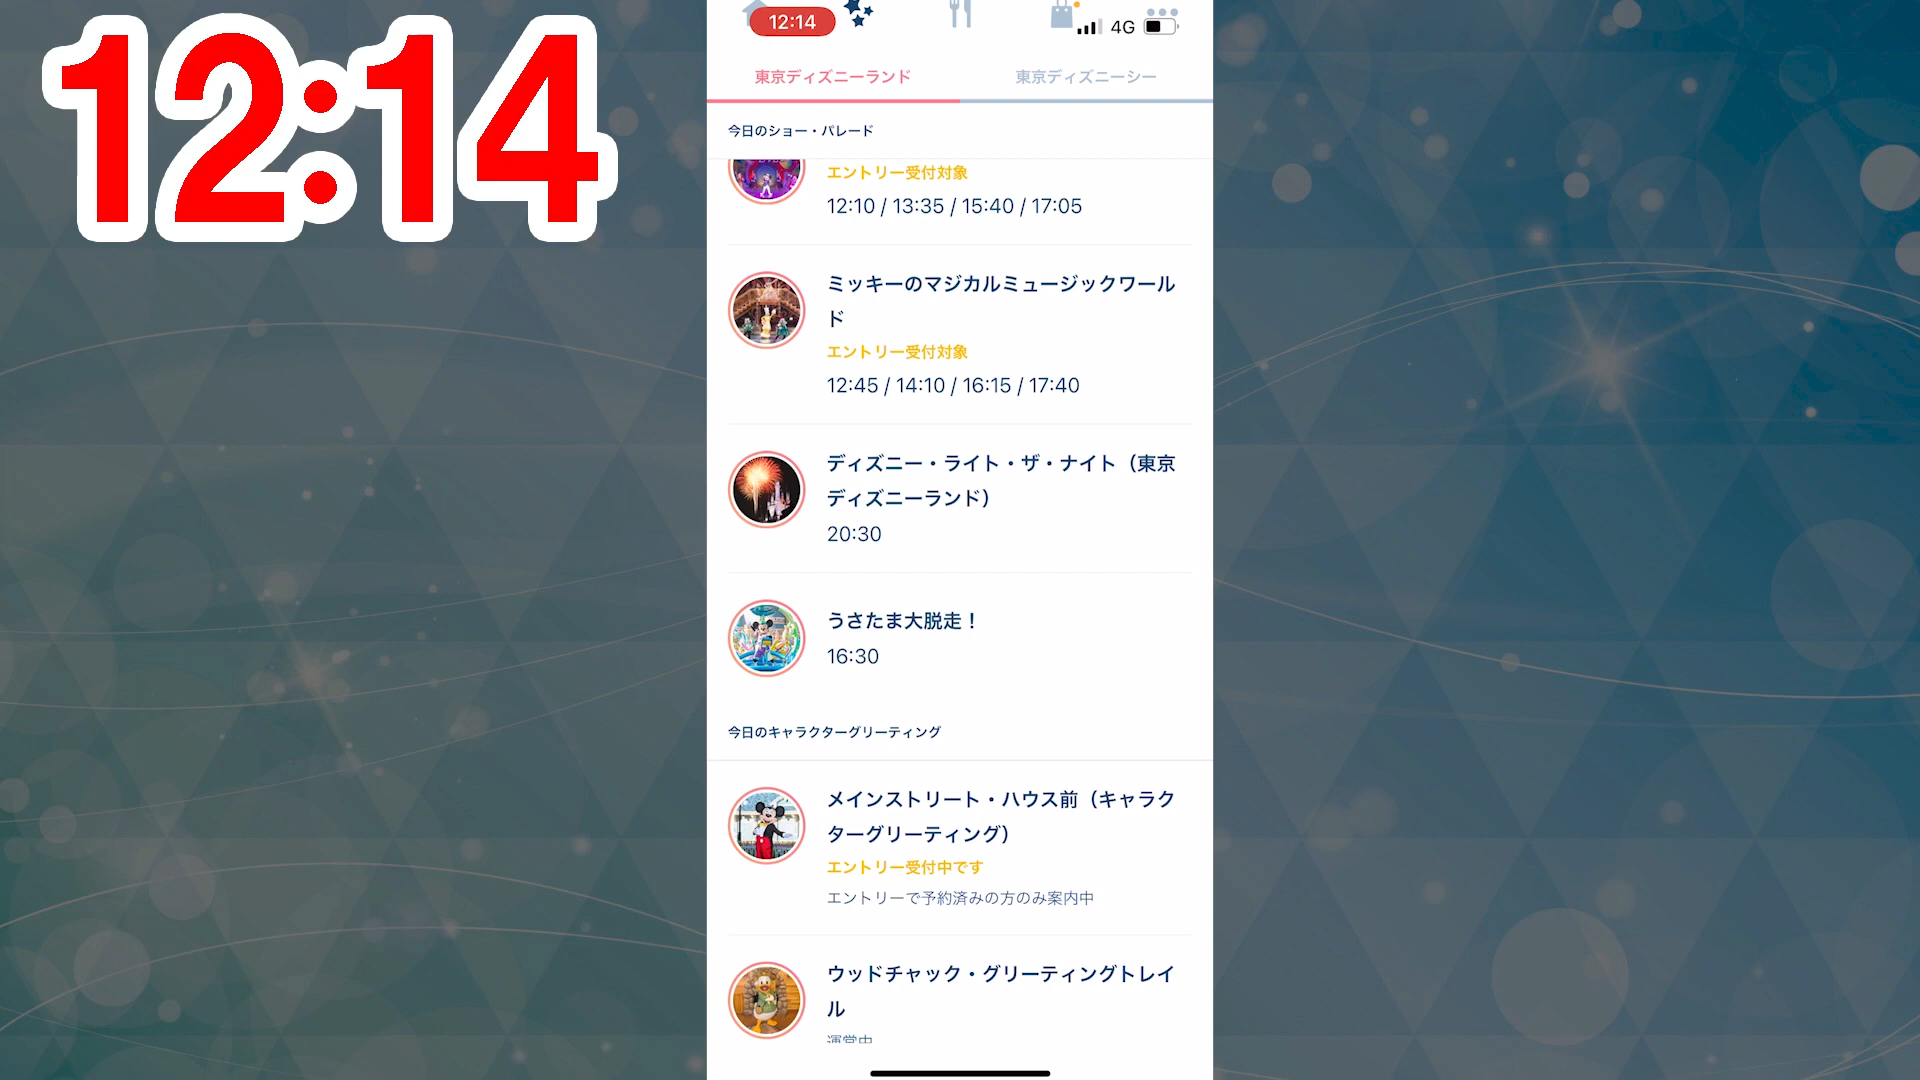 12:14
12:14
4G
東京ディズニーランド
東京ディズニーシー
今日のショー・パレード
エントリー受付対象
12:10 / 13:35 / 15:40 / 17:05
ミッキーのマジカルミュージックワール
ド
エントリー受付対象
12:45 / 14:10 / 16:15 / 17:40
ディズニー・ライト・ザ・ナイト（東京
ディズニーランド）
20:30
うさたま大脱走！
16:30
今日のキャラクターグリーティング
メインストリート・ハウス前（キャラク
ターグリーティング）
エントリー受付中です
エントリーで予約済みの方のみ案内中
ウッドチャック・グリーティングトレイ
ル
運営中